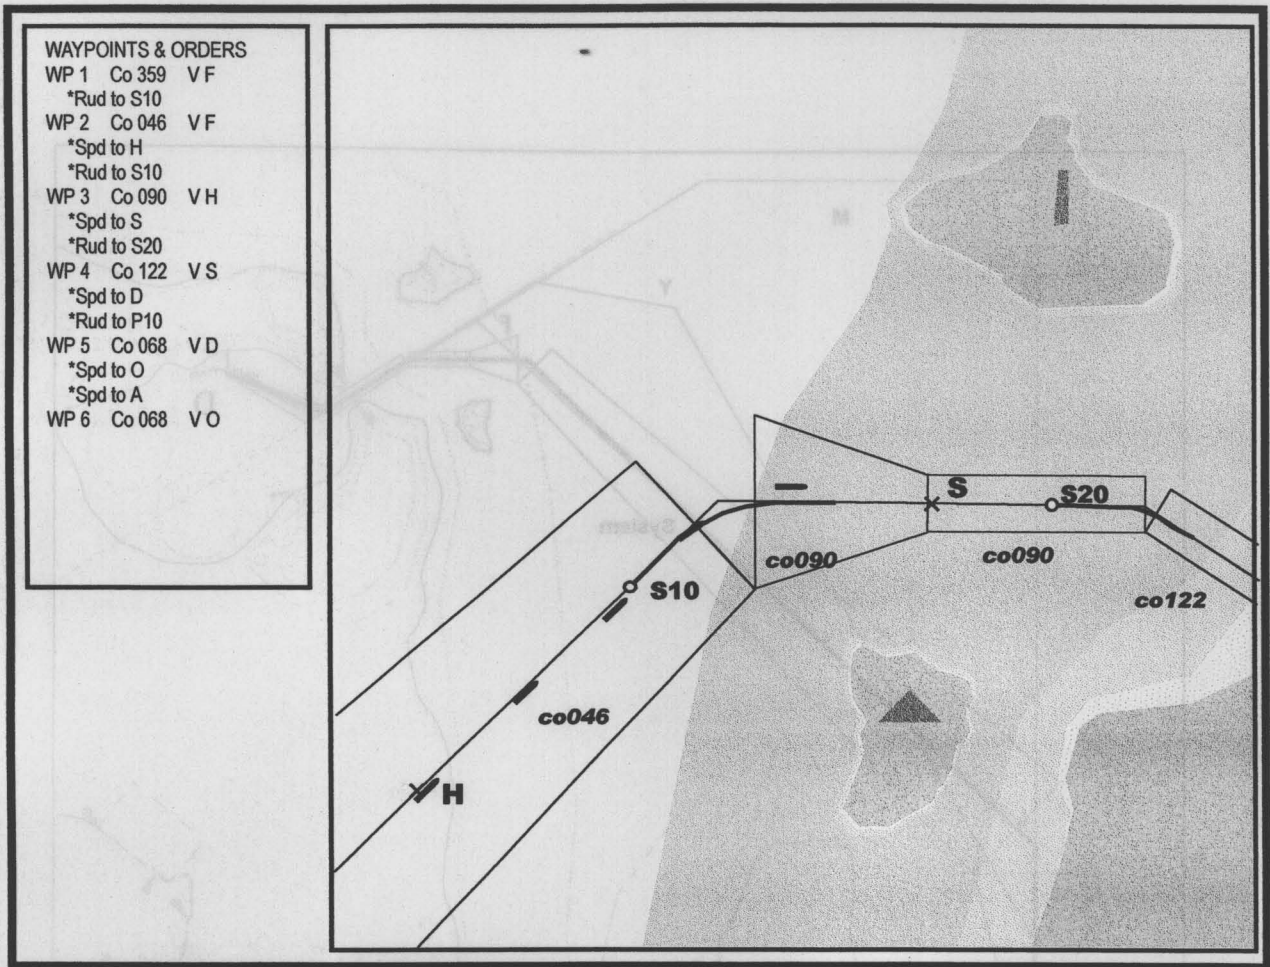 WAYPOINTS & ORDERS
WP 1 Co 359 V F
*Rud to S10
WP 2 Co 046 V F
*Spd to H
*Rud to S10
WP 3 Co 090 V H
*Spd to S
*Rud to S20
WP 4 Co 122 V S
*Spd to D
*Rud to P10
WP 5 Co 068 V D
*Spd to O
*Spd to A
WP 6 Co 068 V O
M
Y
P
D
System
S
S20
co090
co090
S10
co122
co046
H